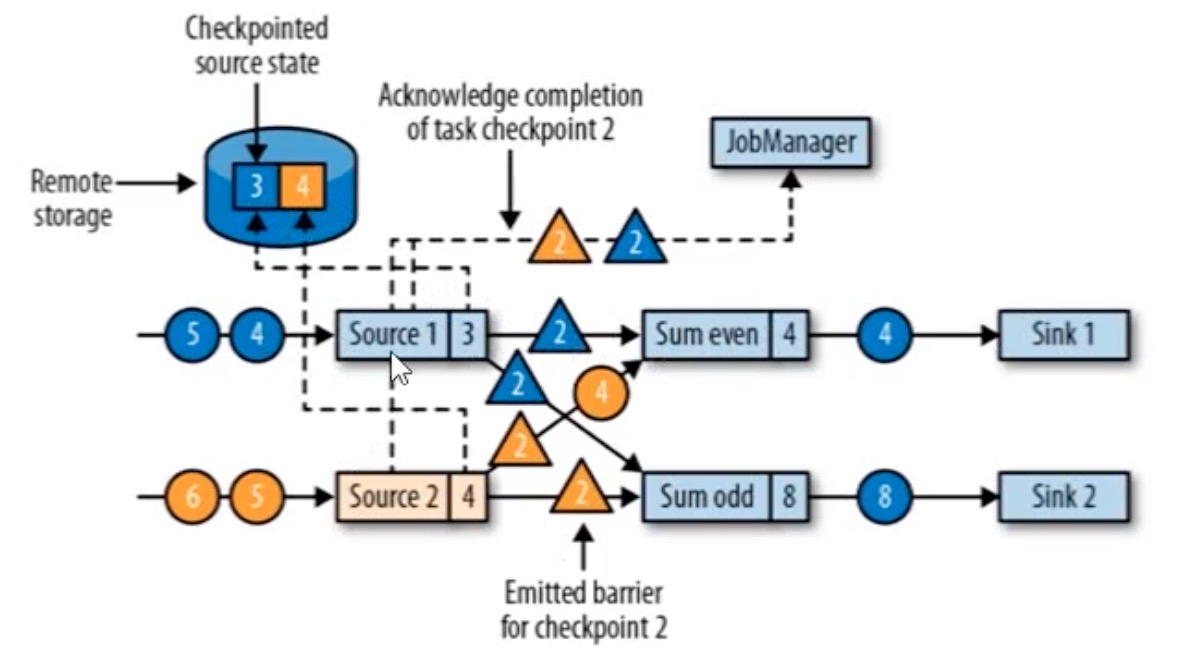 Checkpointed
source state
Acknowledge completion
of task checkpoint 2
JobManager
Remote
storage
3 4
2 2
5 4 Source 1 3 2 Sum even 4 4 Sink 1
2 4
2
6 5 Source 2 4 2 Sum odd 8 8 Sink 2
Emitted barrier
for checkpoint 2